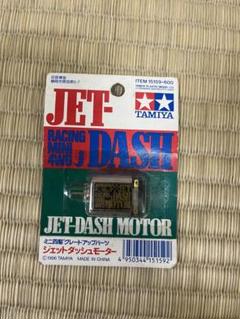 ITEM 15159-600
TAMIYA
JET-
DASH
RACING
MINI
4WD
JET-DASH MOTOR
ミニ四駆グレードアップパーツ
ジェットダッシュモーター
©1996 TAMIYA MADE IN CHINA
4 950344 151592